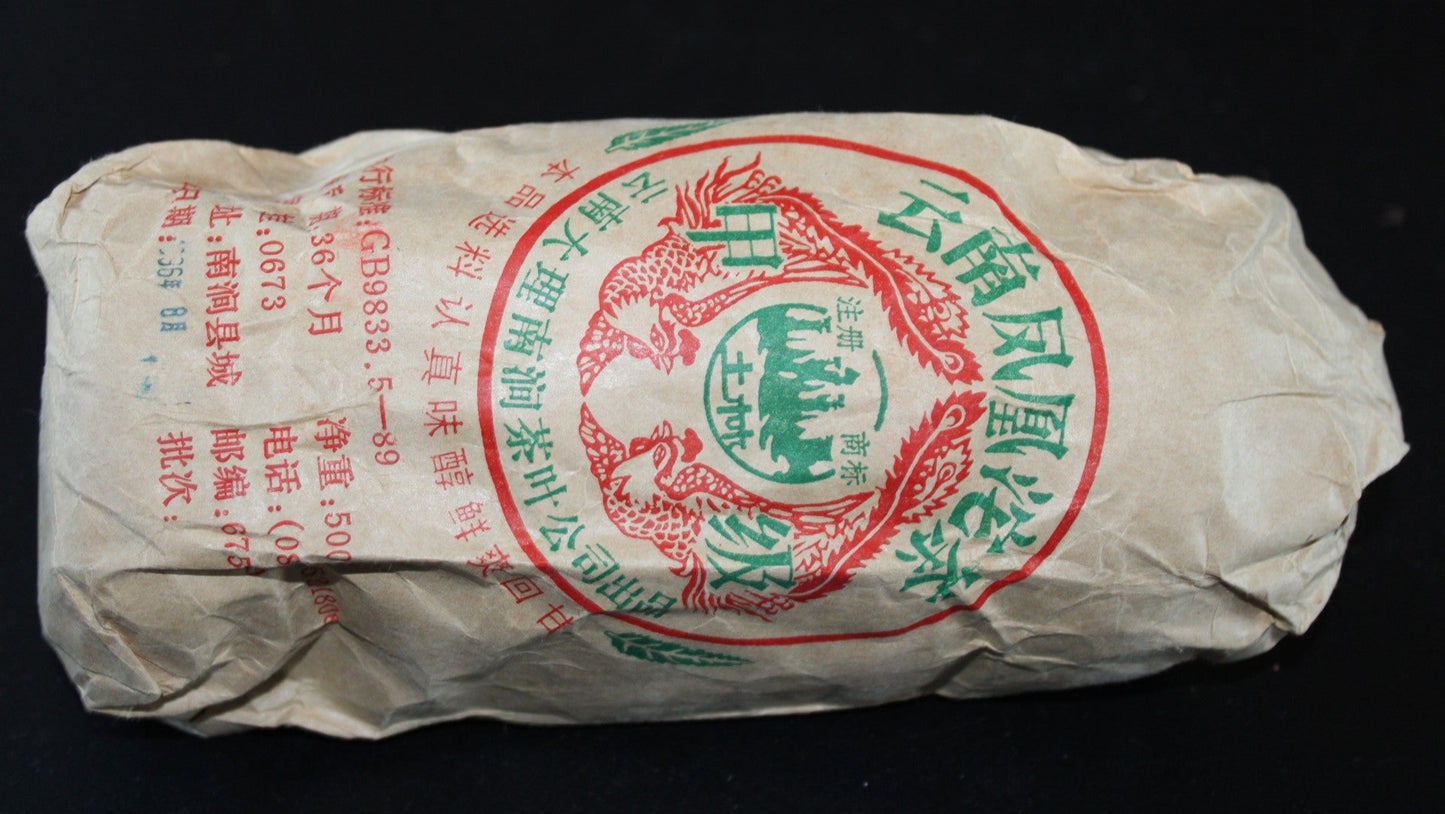 云南凤凰沱茶
注册 商标
土林
甲 级
云南大理南涧茶叶公司出品
本品选料认真味醇鲜爽回甘
行标准:GB9833.5—89
期:36个月 净重:500
:0673 电话:(08
址:南涧县城 邮编:675
日期: 批次: